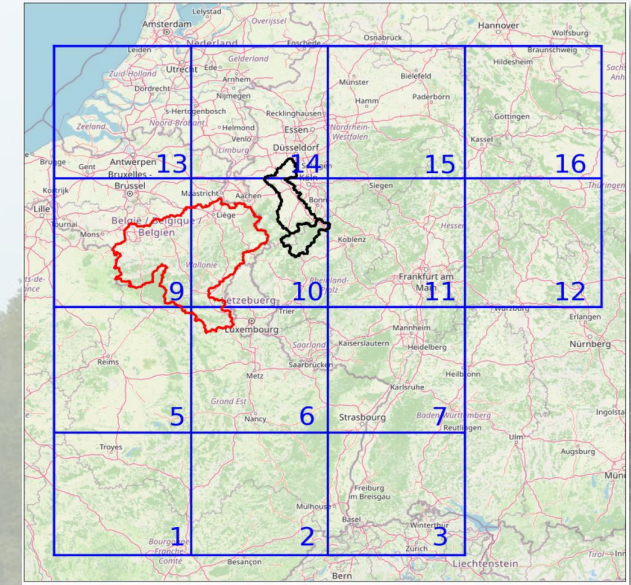 Lelystad
Amsterdam
Overijssel
Hannover
Wolfsburg
Osnabrück
Enschede
Braunschweig
Leiden
Nederland
Gelderland
Hildesheim
Zuid-Holland
Utrecht
Ede
Arnhem
Münster
Bielefeld
Dordrecht
Nijmegen
Hamm
Paderborn
's-Hertogenbosch
Noord-Brabant
Recklinghausen
Göttingen
Zeeland
Helmond
Essen
Nordrhein-
Westfalen
Venlo
Düsseldorf
Kassel
Brugge
Gent
Antwerpen
Limburg
13
14
15
16
Bruxelles -
Brussel
Köln
Kortrijk
Maastricht
Aachen
Siegen
Thüringen
Lille
Bonn
Tournai
België / Belgique /
Belgien
Liège
Mons
Koblenz
Hessen
Wallonie
Frankfurt am
Main
9
10
11
12
Luxembourg
Trier
Würzburg
Erlangen
Mannheim
Saarland
Kaiserslautern
Heidelberg
Nürnberg
Reims
Saarbrücken
Metz
Karlsruhe
Heilbronn
Grand Est
5
6
7
Nancy
Strasbourg
Baden-Württemberg
Reutlingen
Ingolsta
Troyes
Ulm
Augsburg
Freiburg
im Breisgau
Mulhouse
1
2
3
Basel
Winterthur
Zürich
Bourgogne
Franche
Comté
Besançon
Bern
Liechtenstein
Tirol